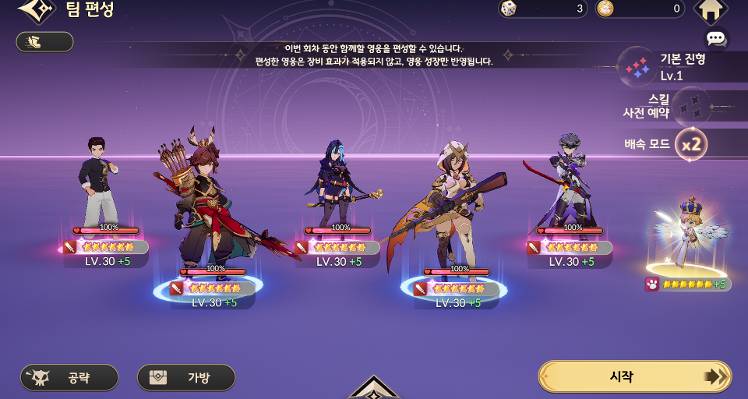 팀 편성
3
0
이번 회차 동안 함께할 영웅을 편성할 수 있습니다.
편성한 영웅은 장비 효과가 적용되지 않고, 영웅 성장만 반영됩니다.
기본 진형
Lv.1
스킬
사전 예약
배속 모드 x2
100%
LV.30 +5
100%
LV.30 +5
100%
LV.30 +5
100%
LV.30 +5
100%
LV.30 +5
+5
공략
가방
시작